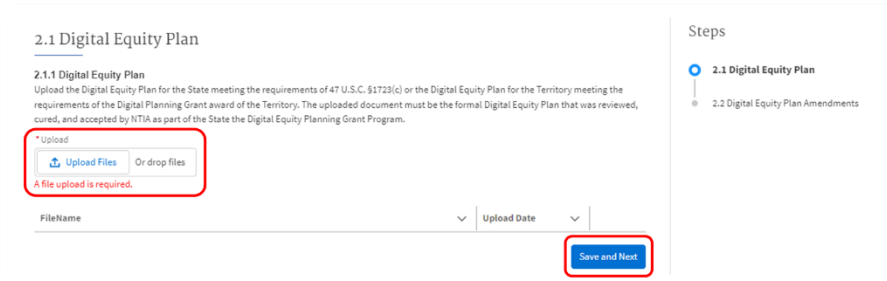 2.1 Digital Equity Plan
2.1.1 Digital Equity Plan
Upload the Digital Equity Plan for the State meeting the requirements of 47 U.S.C. §1723(c) or the Digital Equity Plan for the Territory meeting the
requirements of the Digital Planning Grant award of the Territory. The uploaded document must be the formal Digital Equity Plan that was reviewed,
cured, and accepted by NTIA as part of the State the Digital Equity Planning Grant Program.
* Upload
Upload Files Or drop files
A file upload is required.
FileName Upload Date
Save and Next
Steps
2.1 Digital Equity Plan
2.2 Digital Equity Plan Amendments